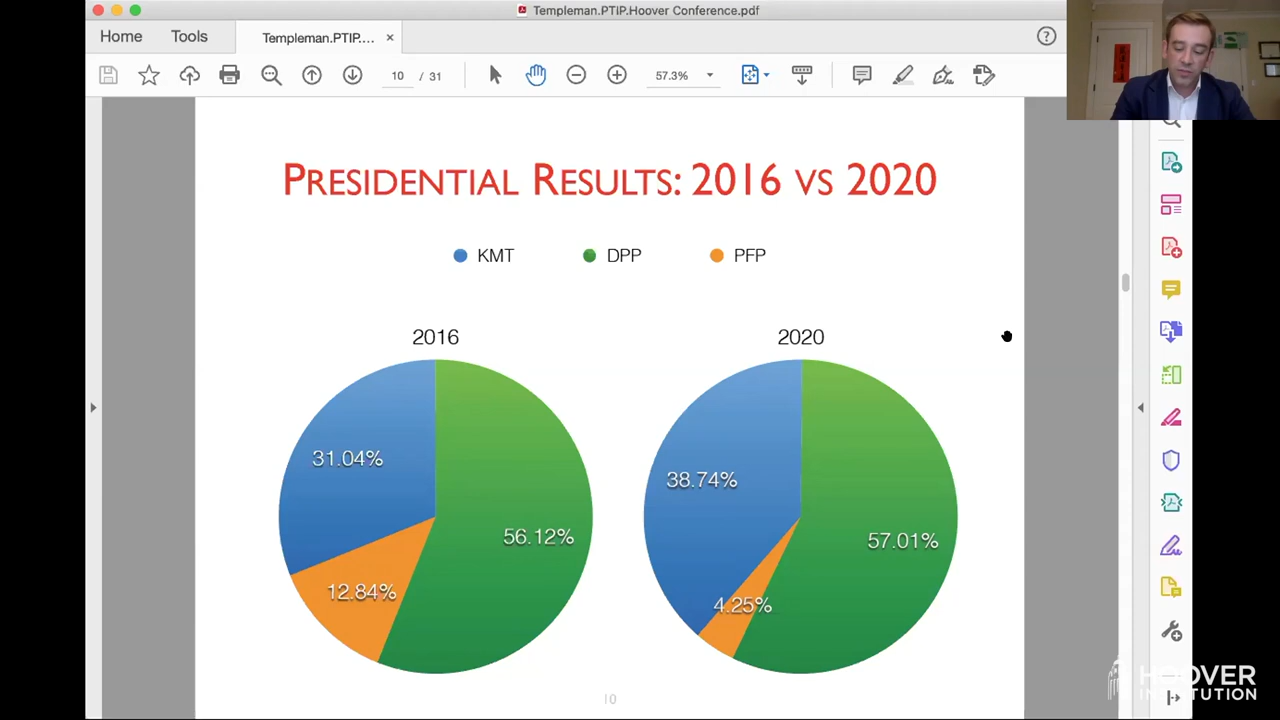 Templeman.PTIP.Hoover Conference.pdf
Home Tools Templeman.PTIP.... ×
10 / 31 57.3%
PRESIDENTIAL RESULTS: 2016 VS 2020
KMT DPP PFP
2016 2020
31.04% 56.12% 12.84%
38.74% 57.01% 4.25%
10
HOOVER
INSTITUTION